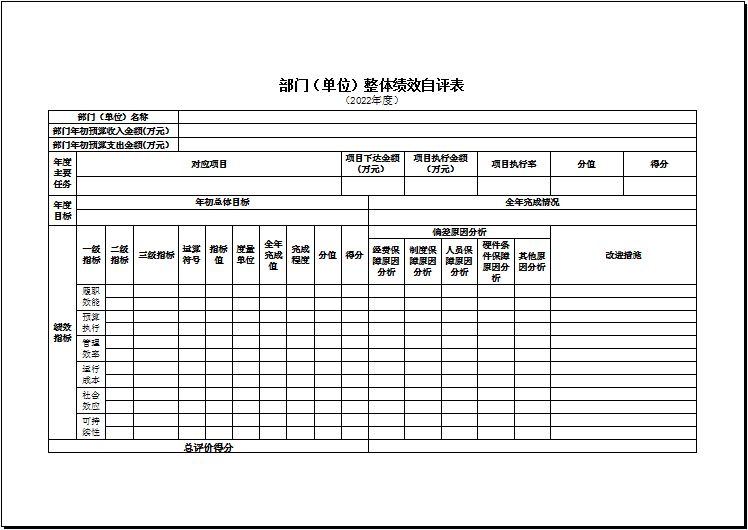 部门（单位）整体绩效自评表
（2022年度）
部门（单位）名称
部门年初预算收入金额(万元）
部门年初预算支出金额(万元）
年度
主要
任务
对应项目
项目下达金额
（万元）
项目执行金额
（万元）
项目执行率
分值
得分
年度
目标
年初总体目标
全年完成情况
绩效
指标
一级
指标
二级
指标
三级指标
运算
符号
指标
值
度量
单位
全年
完成
值
完成
程度
分值
得分
偏差原因分析
经费保
障原因
分析
制度保
障原因
分析
人员保
障原因
分析
硬件条
件保障
原因分
析
其他原
因分析
改进措施
履职
效能
预算
执行
管理
效率
运行
成本
社会
效应
可持
续性
总评价得分